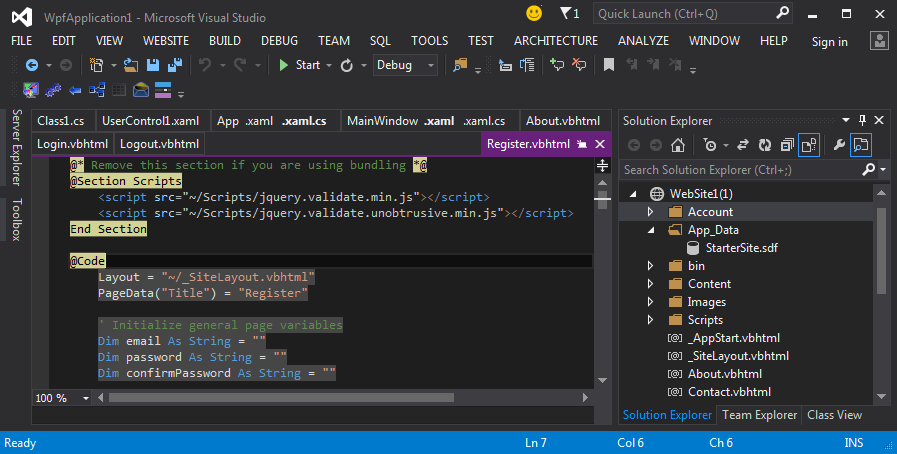 WpfApplication1 - Microsoft Visual Studio
1
Quick Launch (Ctrl+Q)
FILE EDIT VIEW WEBSITE BUILD DEBUG TEAM SQL TOOLS TEST ARCHITECTURE ANALYZE WINDOW HELP Sign in
Start Debug
Server Explorer
Toolbox
Class1.cs UserControl1.xaml App .xaml .xaml.cs MainWindow .xaml .xaml.cs About.vbhtml
Login.vbhtml Logout.vbhtml Register.vbhtml
@* Remove this section if you are using bundling *@
@Section Scripts
<script src="~/Scripts/jquery.validate.min.js"></script>
<script src="~/Scripts/jquery.validate.unobtrusive.min.js"></script>
End Section
@Code
Layout = "~/_SiteLayout.vbhtml"
PageData("Title") = "Register"
' Initialize general page variables
Dim email As String = ""
Dim password As String = ""
Dim confirmPassword As String = ""
100 %
Solution Explorer
Search Solution Explorer (Ctrl+;)
WebSite1(1)
Account
App_Data
StarterSite.sdf
bin
Content
Images
Scripts
_AppStart.vbhtml
_SiteLayout.vbhtml
About.vbhtml
Contact.vbhtml
Solution Explorer Team Explorer Class View
Ready Ln 7 Col 6 Ch 6 INS